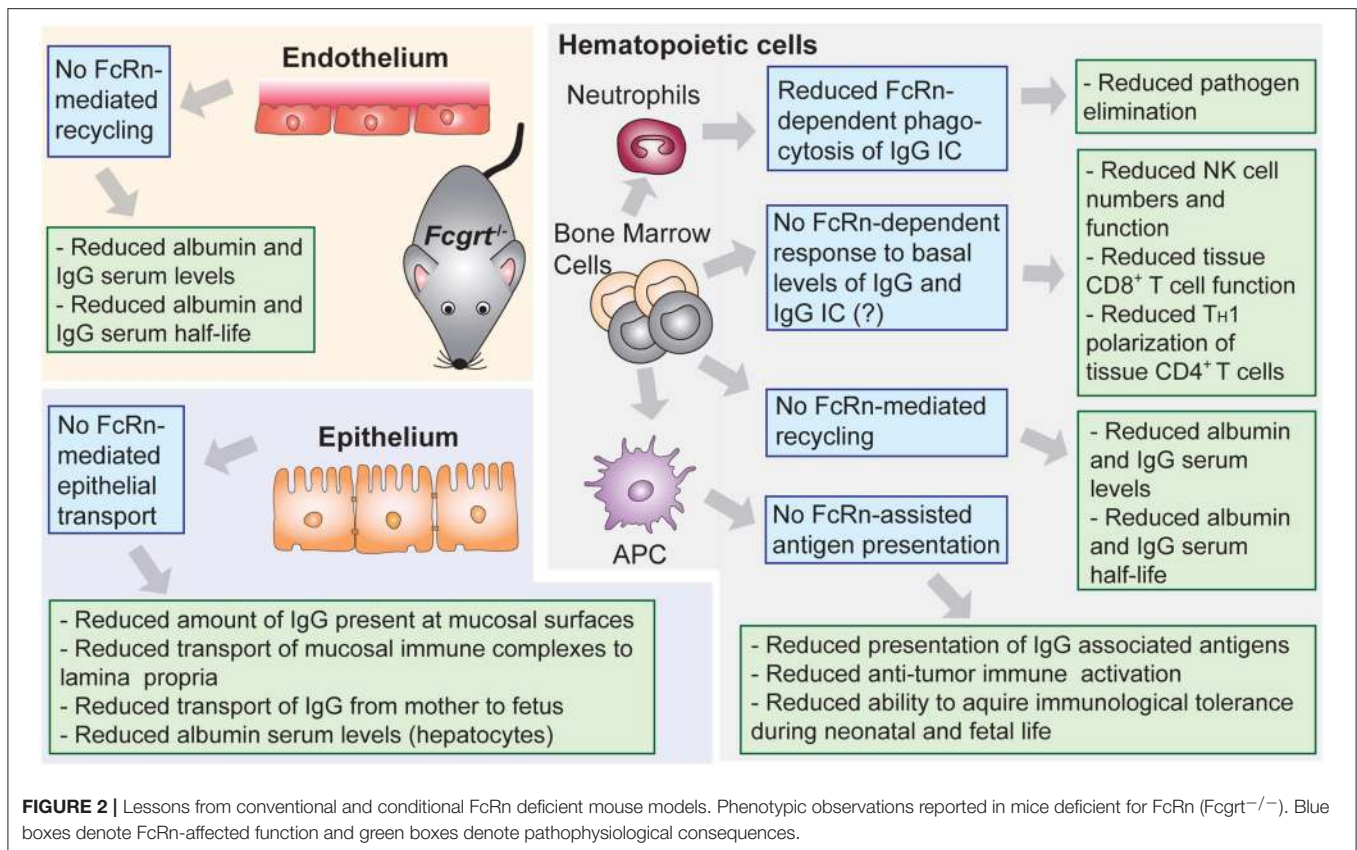 Endothelium
No FcRn-
mediated
recycling
- Reduced albumin and
IgG serum levels
- Reduced albumin and
IgG serum half-life
Fcgrt-/-
Epithelium
No FcRn-
mediated
epithelial
transport
- Reduced amount of IgG present at mucosal surfaces
- Reduced transport of mucosal immune complexes to
lamina propria
- Reduced transport of IgG from mother to fetus
- Reduced albumin serum levels (hepatocytes)
Hematopoietic cells
Neutrophils
Bone Marrow
Cells
APC
Reduced FcRn-
dependent phago-
cytosis of IgG IC
- Reduced pathogen
elimination
No FcRn-dependent
response to basal
levels of IgG and
IgG IC (?)
- Reduced NK cell
numbers and
function
- Reduced tissue
CD8+ T cell function
- Reduced TH1
polarization of
tissue CD4+ T cells
No FcRn-mediated
recycling
- Reduced albumin
and IgG serum
levels
- Reduced albumin
and IgG serum
half-life
No FcRn-assisted
antigen presentation
- Reduced presentation of IgG associated antigens
- Reduced anti-tumor immune activation
- Reduced ability to aquire immunological tolerance
during neonatal and fetal life
FIGURE 2 | Lessons from conventional and conditional FcRn deficient mouse models. Phenotypic observations reported in mice deficient for FcRn (Fcgrt−/−). Blue
boxes denote FcRn-affected function and green boxes denote pathophysiological consequences.